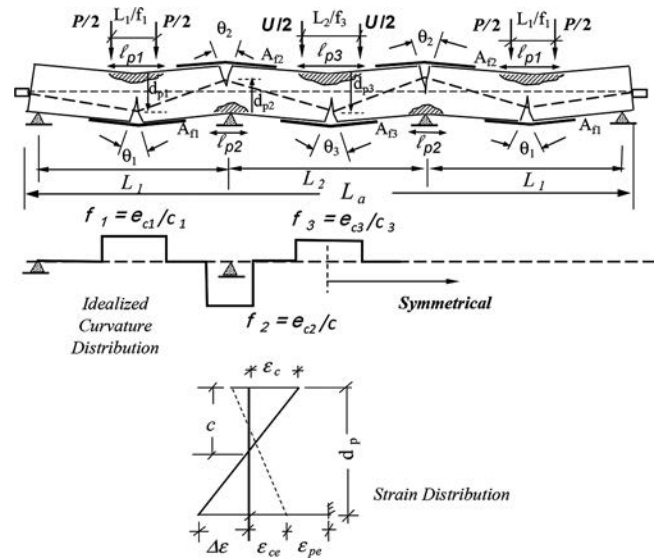 P/2 L₁/f₁ P/2 θ₂ U/2 L₂/f₃ U/2 θ₂ P/2 L₁/f₁ P/2
ℓp1 Af2 ℓp3 Af2 ℓp1
dp1 dp2 dp3
Af1 Af3 Af1
θ₁ ℓp2 θ₃ ℓp2 θ₁
L₁ L₂ L₁
Lₐ
f₁ = ec1/c₁ f₃ = ec3/c₃
Idealized
Curvature
Distribution
Symmetrical
f₂ = ec2/c
εc
c
dp
Strain Distribution
Δε εce εpe